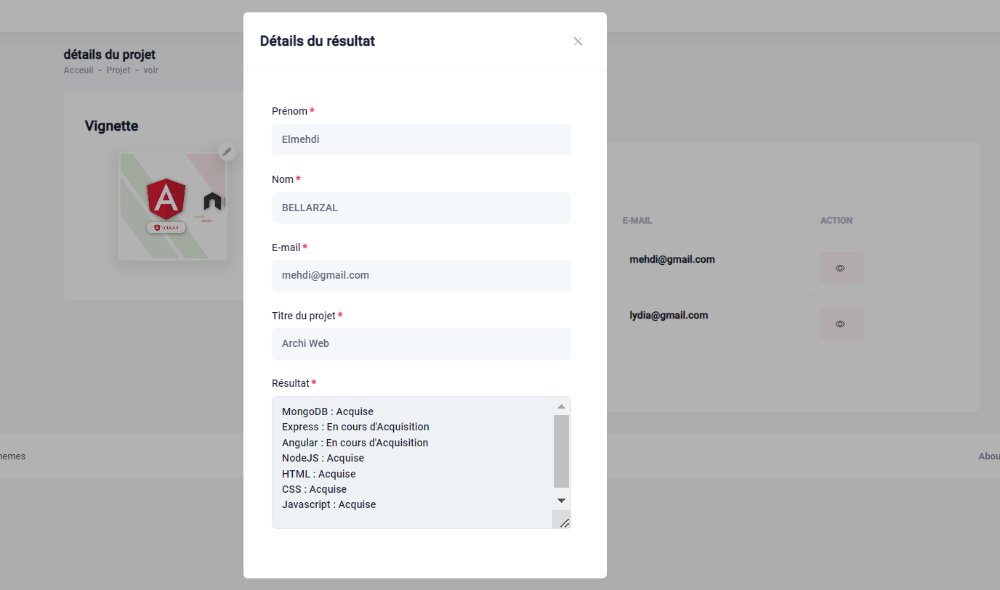 Détails du résultat
détails du projet
Acceuil - Projet - voir
Vignette
Prénom *
Elmehdi
Nom *
BELLARZAL
E-mail *
mehdi@gmail.com
Titre du projet *
Archi Web
Résultat *
MongoDB : Acquise
Express : En cours d'Acquisition
Angular : En cours d'Acquisition
NodeJS : Acquise
HTML : Acquise
CSS : Acquise
Javascript : Acquise
E-MAIL ACTION
mehdi@gmail.com
lydia@gmail.com
hemes
Abou